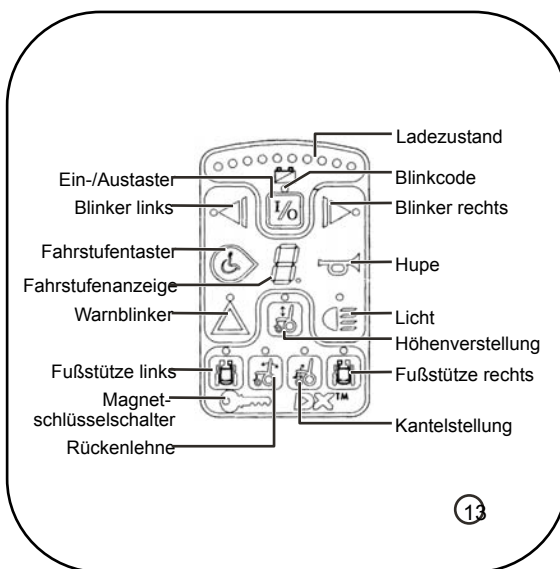 Ladezustand
Ein-/Austaster
Blinkcode
Blinker links
I/O
Blinker rechts
Fahrstufentaster
Hupe
Fahrstufenanzeige
Warnblinker
Licht
Höhenverstellung
Fußstütze links
Fußstütze rechts
Magnet-
schlüsselschalter
DX™
Kantelstellung
Rückenlehne
13